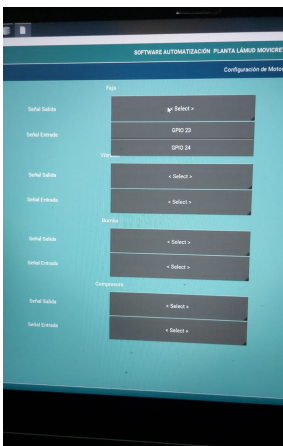 SOFTWARE AUTOMATIZACIÓN PLANTA LÁMUD MOVICRET
Configuración de Motor
Faja
Señal Salida
< Select >
Señal Entrada
GPIO 23
GPIO 24
Señal Salida
< Select >
Señal Entrada
< Select >
Bomba
Señal Salida
< Select >
Señal Entrada
< Select >
Compresora
Señal Salida
< Select >
Señal Entrada
< Select >